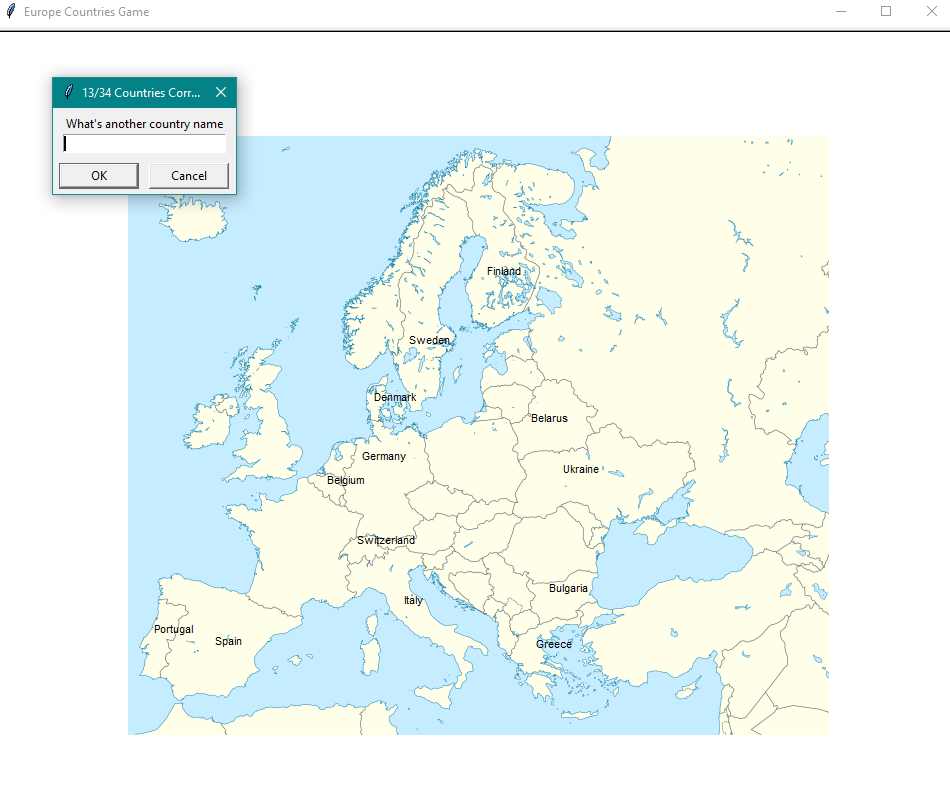 Europe Countries Game
13/34 Countries Corr...
What's another country name
OK Cancel
Finland
Sweden
Denmark
Belarus
Germany
Ukraine
Belgium
Switzerland
Bulgaria
Italy
Portugal
Spain
Greece